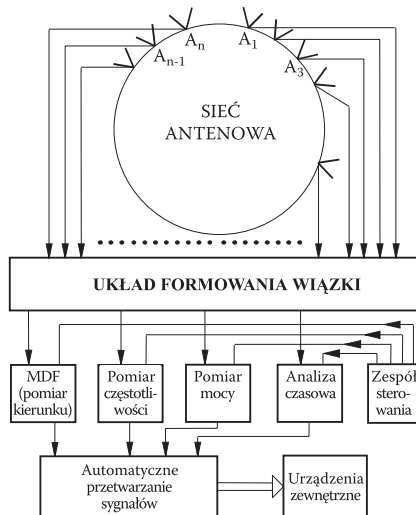 Aₙ
A₁
Aₙ₋₁
A₃
SIEĆ
ANTENOWA
UKŁAD FORMOWANIA WIĄZKI
MDF
(pomiar
kierunku)
Pomiar
częstotli-
wości
Pomiar
mocy
Analiza
czasowa
Zespół
stero-
wania
Automatyczne
przetwarzanie
sygnałów
Urządzenia
zewnętrzne